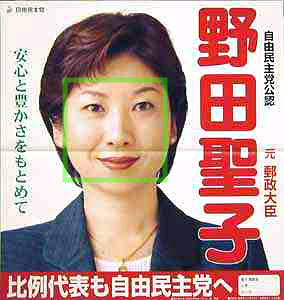 自由民主党
自由民主党公認
野田聖子
元 郵政大臣
安心と豊かさをもとめて
比例代表も自由民主党へ